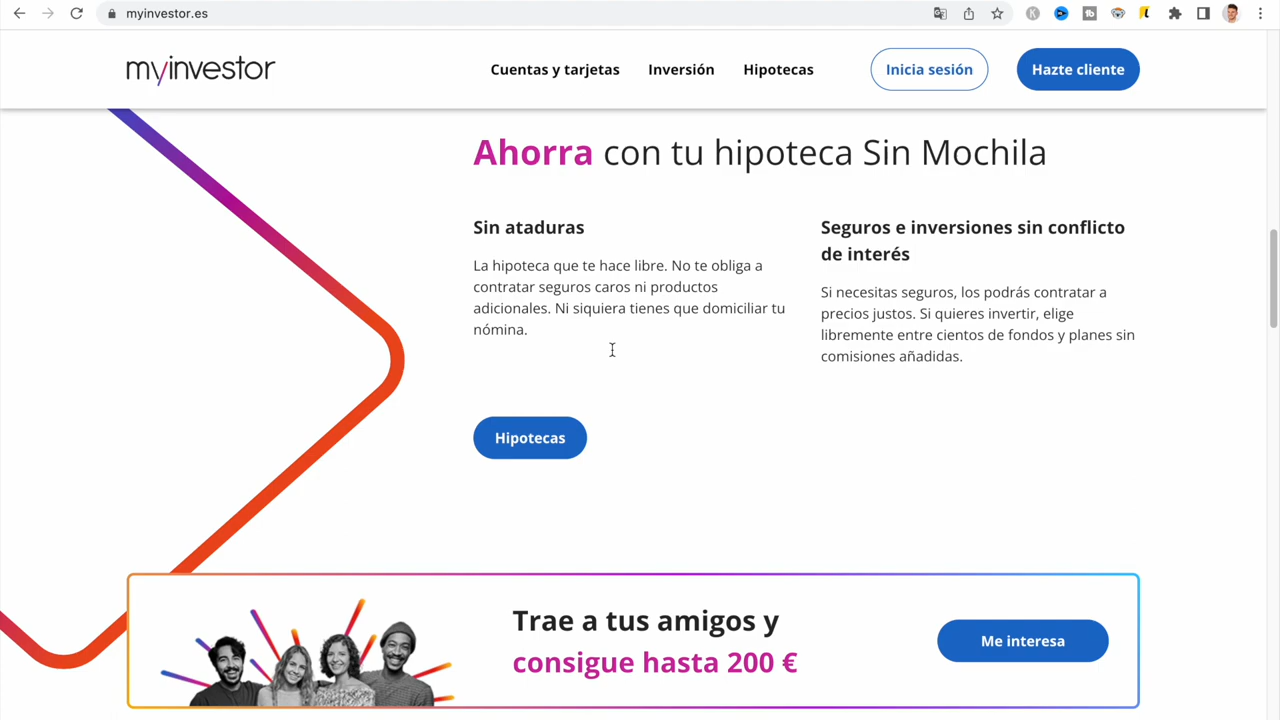 myinvestor.es
myinvestor
Cuentas y tarjetas
Inversión
Hipotecas
Inicia sesión
Hazte cliente
Ahorra con tu hipoteca Sin Mochila
Sin ataduras
La hipoteca que te hace libre. No te obliga a
contratar seguros caros ni productos
adicionales. Ni siquiera tienes que domiciliar tu
nómina.
Seguros e inversiones sin conflicto
de interés
Si necesitas seguros, los podrás contratar a
precios justos. Si quieres invertir, elige
libremente entre cientos de fondos y planes sin
comisiones añadidas.
Hipotecas
Trae a tus amigos y
consigue hasta 200 €
Me interesa